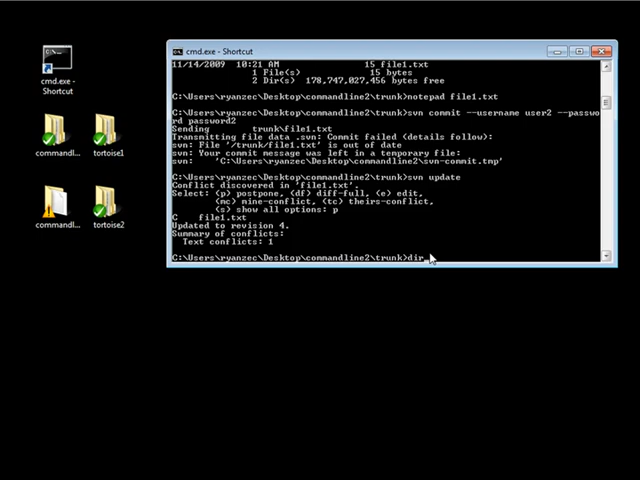 cmd.exe - Shortcut
commandl...
tortoise1
commandl...
tortoise2
cmd.exe - Shortcut
11/14/2009  10:21 AM                15 file1.txt
1 File(s)             15 bytes
2 Dir(s)  178,747,027,456 bytes free
C:\Users\ryanzec\Desktop\commandline2\trunk>notepad file1.txt
C:\Users\ryanzec\Desktop\commandline2\trunk>svn commit --username user2 --passwo
rd password2
Sending        trunk\file1.txt
Transmitting file data .svn: Commit failed (details follow):
svn: File '/trunk/file1.txt' is out of date
svn: Your commit message was left in a temporary file:
svn:    'C:\Users\ryanzec\Desktop\commandline2\svn-commit.tmp'
C:\Users\ryanzec\Desktop\commandline2\trunk>svn update
Conflict discovered in 'file1.txt'.
Select: (p) postpone, (df) diff-full, (e) edit,
(mc) mine-conflict, (tc) theirs-conflict,
(s) show all options: p
C    file1.txt
Updated to revision 4.
Summary of conflicts:
Text conflicts: 1
C:\Users\ryanzec\Desktop\commandline2\trunk>dir_